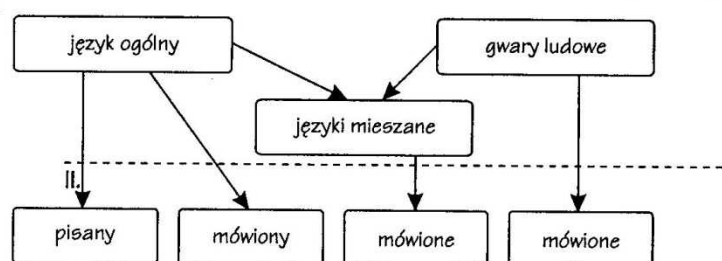 język ogólny
gwary ludowe
języki mieszane
II.
pisany
mówiony
mówione
mówione